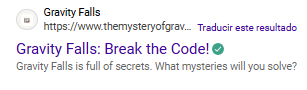 Gravity Falls
https://www.themysteryofgrav... Traducir este resultado
Gravity Falls: Break the Code!
Gravity Falls is full of secrets. What mysteries will you solve?